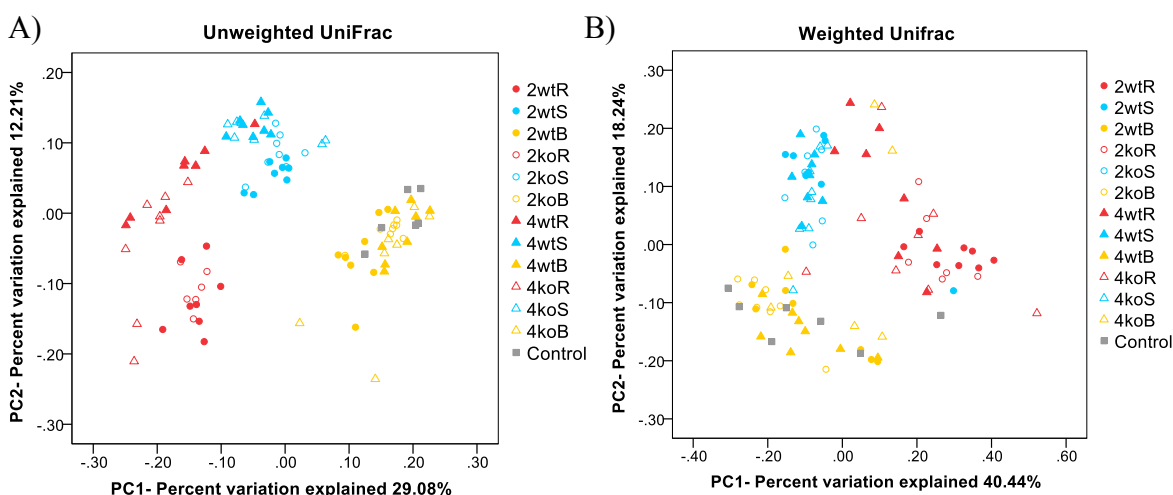 A)
Unweighted UniFrac
PC2- Percent variation explained 12.21%
.20
.10
.00
-.10
-.20
-.30
-.30
-.20
-.10
.00
.10
.20
.30
PC1- Percent variation explained 29.08%
2wtR
2wtS
2wtB
2koR
2koS
2koB
4wtR
4wtS
4wtB
4koR
4koS
4koB
Control
B)
Weighted Unifrac
PC2- Percent variation explained 18.24%
.30
.20
.10
.00
-.10
-.20
-.30
-.40
-.20
.00
.20
.40
.60
PC1- Percent variation explained 40.44%
2wtR
2wtS
2wtB
2koR
2koS
2koB
4wtR
4wtS
4wtB
4koR
4koS
4koB
Control